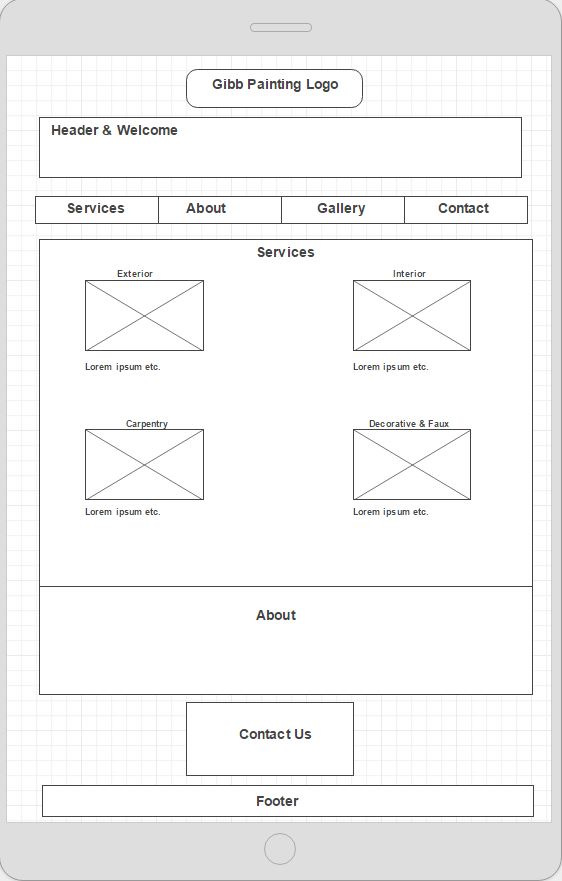 Gibb Painting Logo
Header & Welcome
Services About Gallery Contact
Services
Exterior Interior
Lorem ipsum etc. Lorem ipsum etc.
Carpentry Decorative & Faux
Lorem ipsum etc. Lorem ipsum etc.
About
Contact Us
Footer